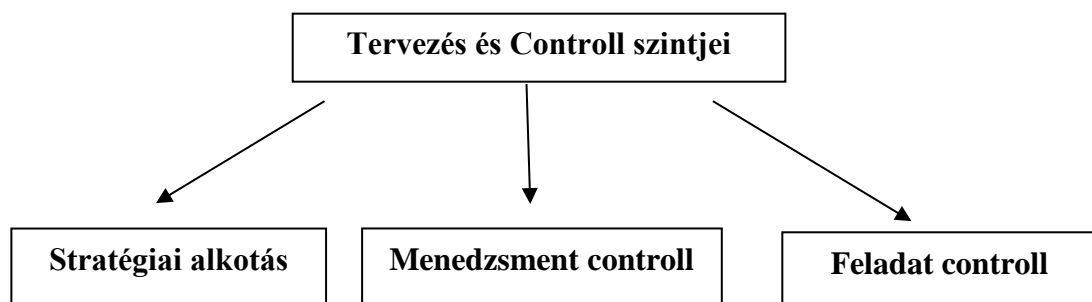 Tervezés és Controll szintjei
Stratégiai alkotás
Menedzsment controll
Feladat controll